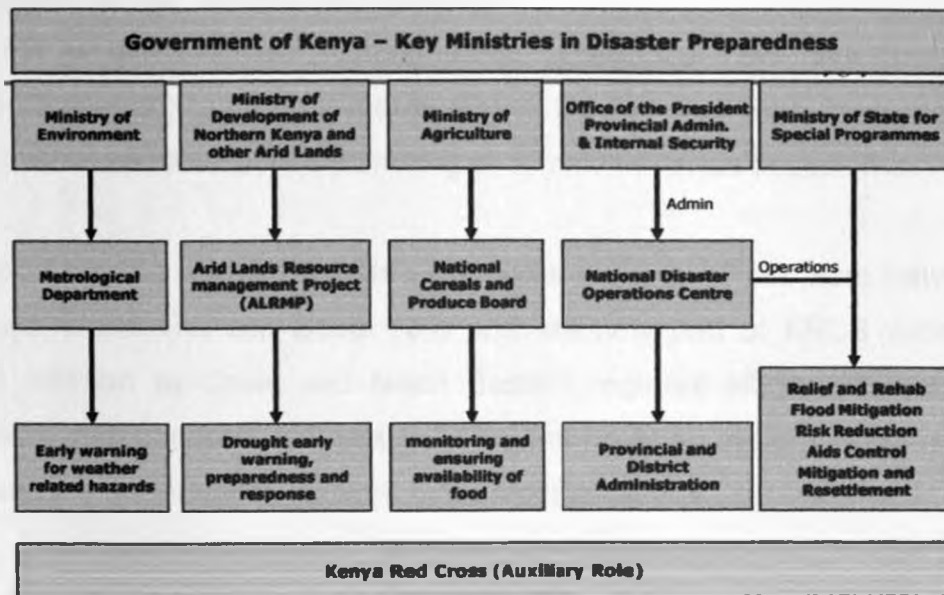 Government of Kenya – Key Ministries in Disaster Preparedness
Ministry of
Environment
Ministry of
Development of
Northern Kenya and
other Arid Lands
Ministry of
Agriculture
Office of the President
Provincial Admin.
& Internal Security
Ministry of State for
Special Programmes
Admin
Metrological
Department
Arid Lands Resource
management Project
(ALRMP)
National
Cereals and
Produce Board
National Disaster
Operations Centre
Operations
Early warning
for weather
related hazards
Drought early
warning,
preparedness and
response
monitoring and
ensuring
availability of
food
Provincial and
District
Administration
Relief and Rehab
Flood Mitigation
Risk Reduction
Aids Control
Mitigation and
Resettlement
Kenya Red Cross (Auxiliary Role)